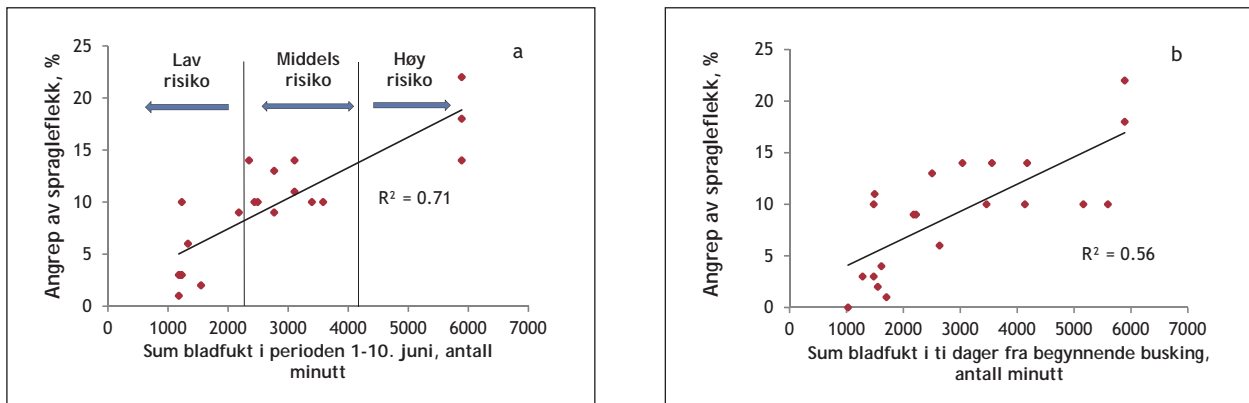 a
Lav
risiko
Middels
risiko
Høy
risiko
Angrep av spragleflekk, %
25
20
15
10
5
0
R² = 0.71
0 1000 2000 3000 4000 5000 6000 7000
Sum bladfukt i perioden 1-10. juni, antall
minutt
b
Angrep av spragleflekk, %
25
20
15
10
5
0
R² = 0.56
0 1000 2000 3000 4000 5000 6000 7000
Sum bladfukt i ti dager fra begynnende busking,
antall minutt